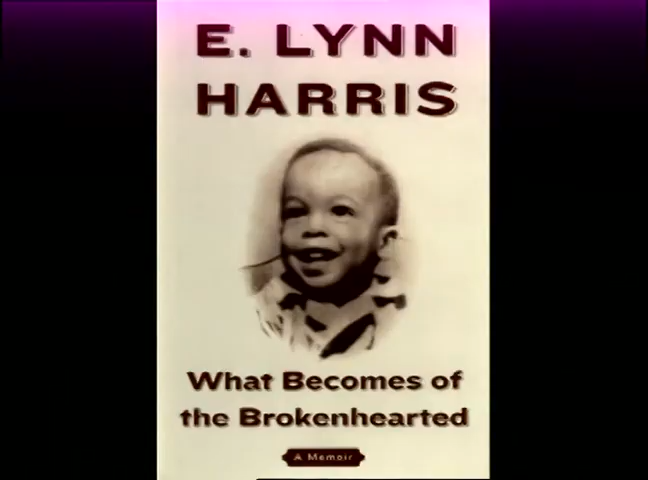 E. LYNN
HARRIS
What Becomes of
the Brokenhearted
A Memoir